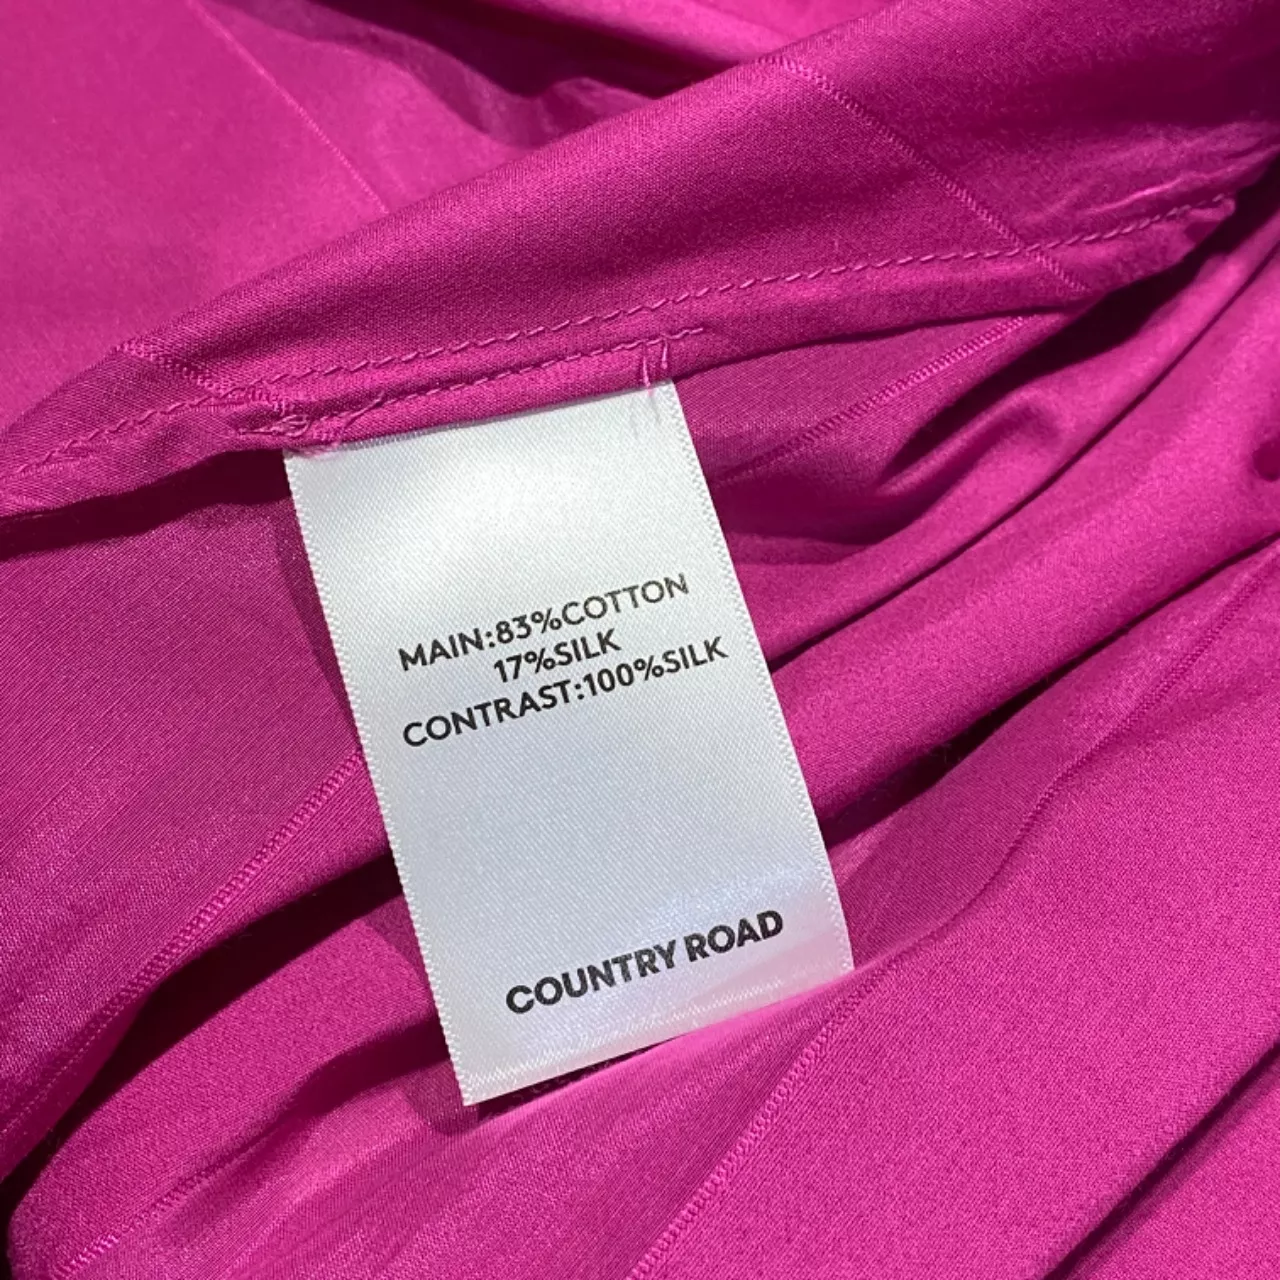 MAIN:83%COTTON
17%SILK
CONTRAST:100%SILK
COUNTRY ROAD